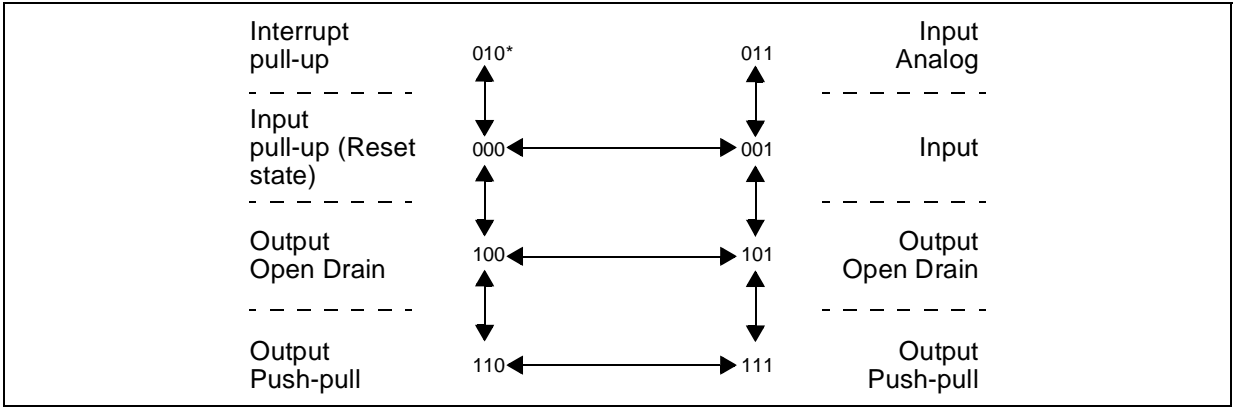 Interrupt
pull-up
010*
011
Input
Analog
Input
pull-up (Reset
state)
000
001
Input
Output
Open Drain
100
101
Output
Open Drain
Output
Push-pull
110
111
Output
Push-pull